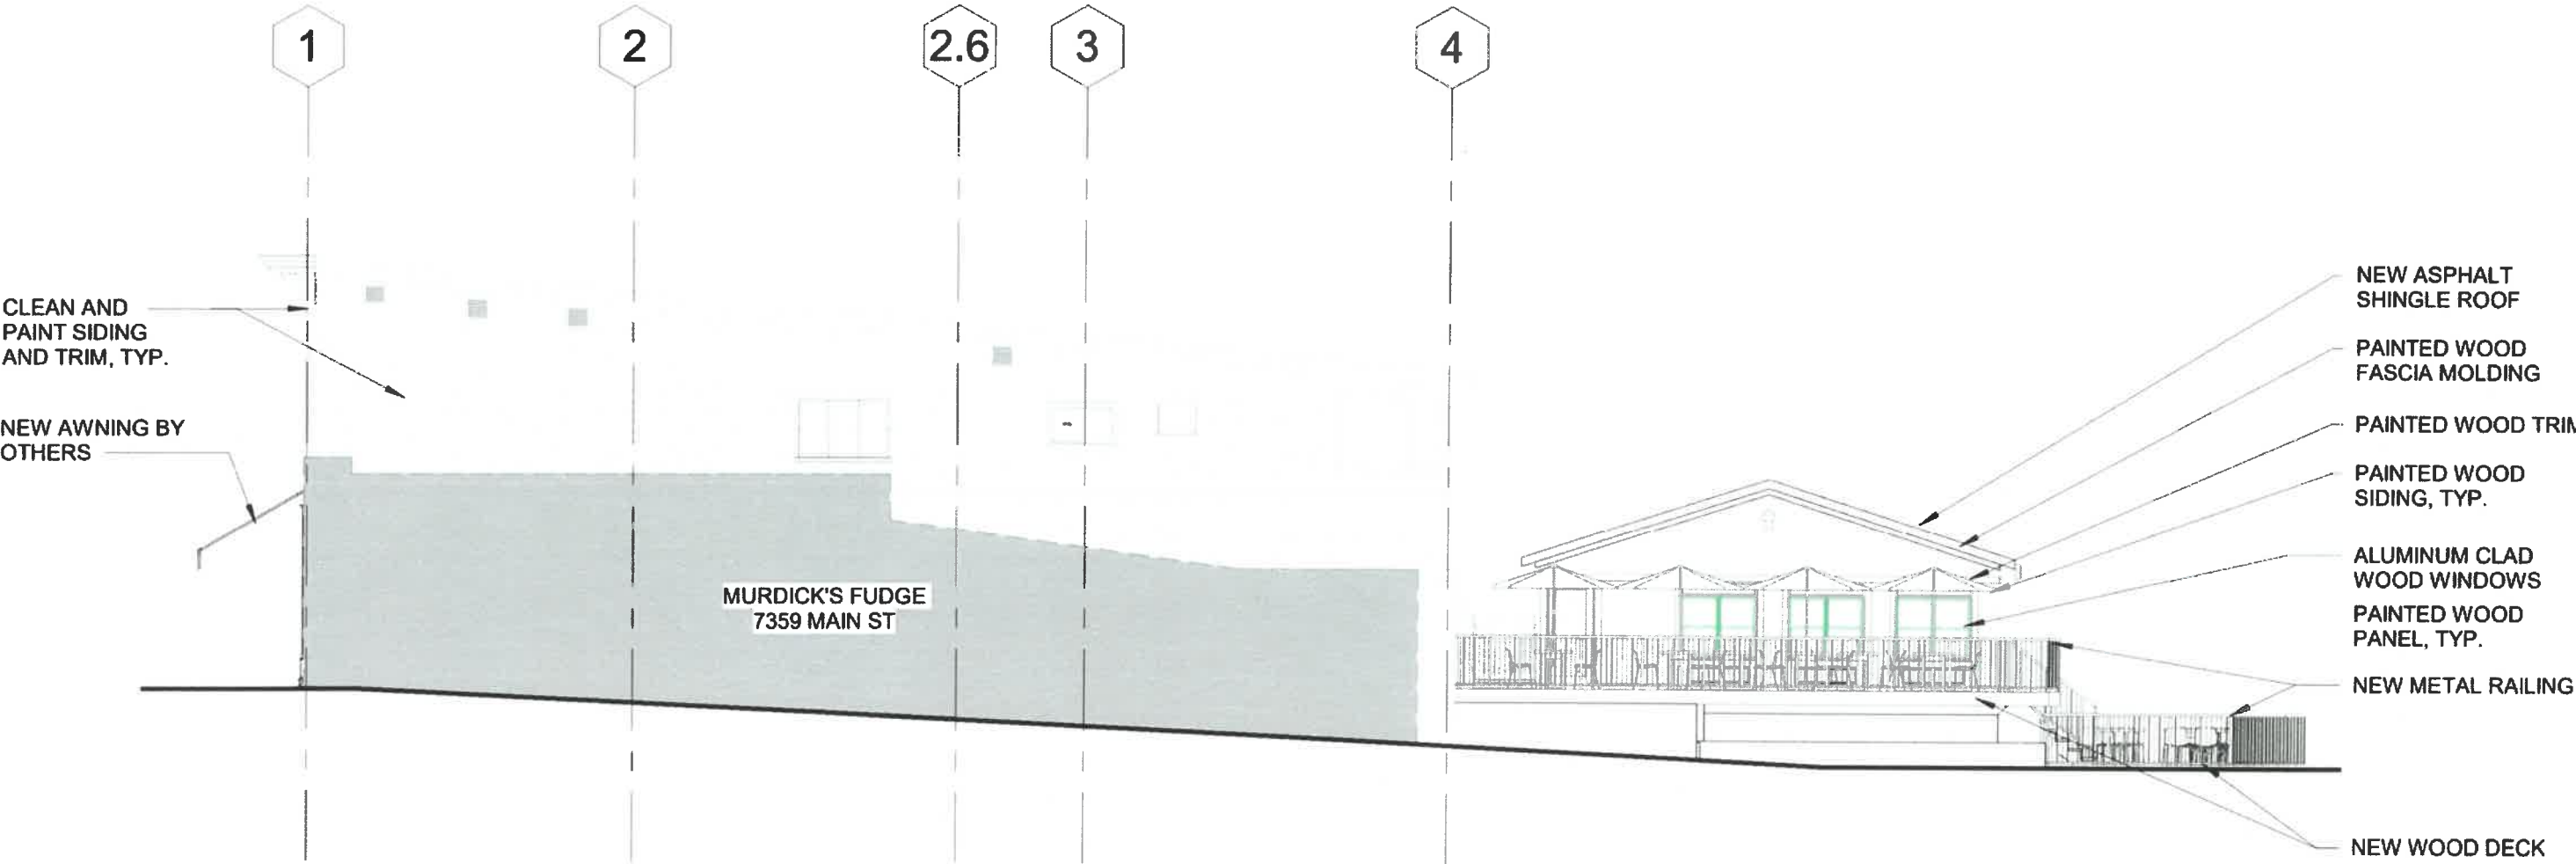 1
2
2.6
3
4
CLEAN AND
PAINT SIDING
AND TRIM, TYP.
NEW AWNING BY
OTHERS
MURDICK'S FUDGE
7359 MAIN ST
NEW ASPHALT
SHINGLE ROOF
PAINTED WOOD
FASCIA MOLDING
PAINTED WOOD TRIM
PAINTED WOOD
SIDING, TYP.
ALUMINUM CLAD
WOOD WINDOWS
PAINTED WOOD
PANEL, TYP.
NEW METAL RAILING
NEW WOOD DECK